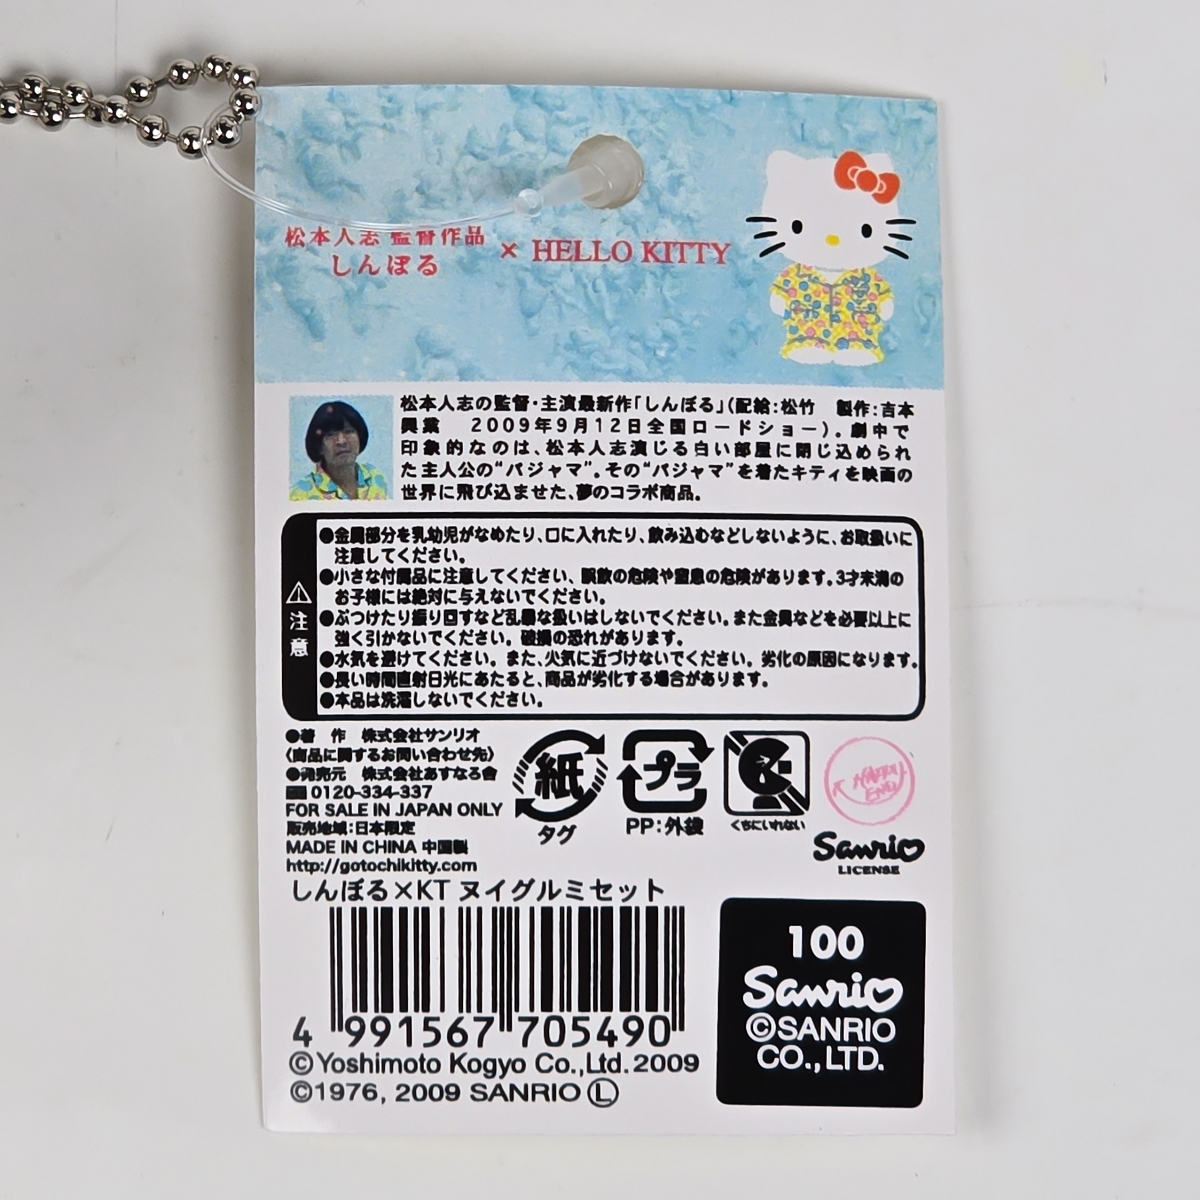 松本人志 監督作品
しんぼる
× HELLO KITTY
松本人志の監督・主演最新作「しんぼる」(配給:松竹 製作:吉本
興業 2009年9月12日全国ロードショー)。劇中で
印象的なのは、松本人志演じる白い部屋に閉じ込められ
た主人公の“パジャマ”。その“パジャマ”を着たキティを映画の
世界に飛び込ませた、夢のコラボ商品。
注意
●金属部分を乳幼児がなめたり、口に入れたり、飲み込むなどしないように、お取扱いに
注意してください。
●小さな付属品に注意してください、誤飲の危険や窒息の危険があります。3才未満の
お子様には絶対に与えないでください。
●ぶつけたり振り回すなど乱暴な扱いはしないでください。また金具などを必要以上に
強く引かないでください。破損の恐れがあります。
●水気を避けてください。また、火気に近づけないでください。劣化の原因になります。
●長い時間直射日光にあたると、商品が劣化する場合があります。
●本品は洗濯しないでください。
●著 作 株式会社サンリオ
〈商品に関するお問い合わせ先〉
●発売元 株式会社あすなろ舎
0120-334-337
FOR SALE IN JAPAN ONLY
販売地域:日本限定
MADE IN CHINA 中国製
http://gotochikitty.com
紙
タグ
プラ
PP:外袋
くちにいれない
HAPPY
END
Sanrio
LICENSE
しんぼる×KT ヌイグルミセット
4 991567 705490
©Yoshimoto Kogyo Co.,Ltd. 2009
©1976, 2009 SANRIO Ⓛ
100
Sanrio
©SANRIO
CO.,LTD.